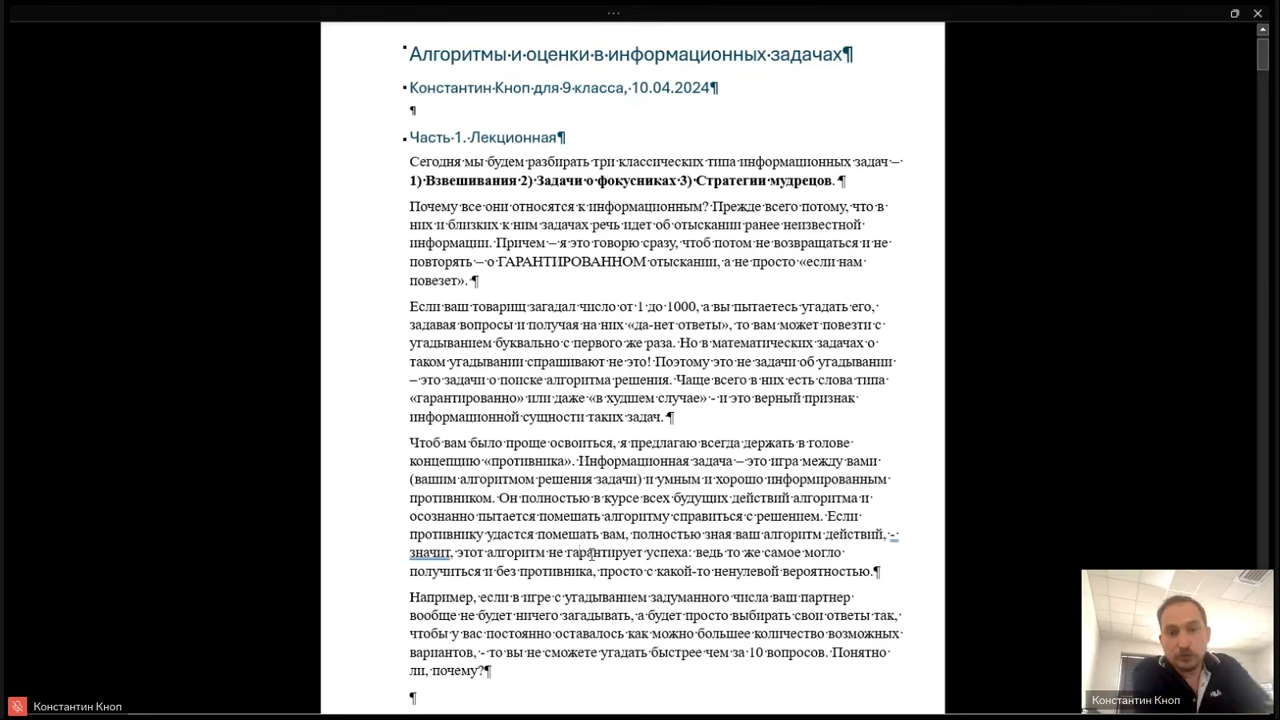 Алгоритмы и оценки в информационных задачах¶
Константин Кноп для 9 класса, 10.04.2024¶
¶
Часть 1. Лекционная¶
Сегодня мы будем разбирать три классических типа информационных задач –
1) Взвешивания 2) Задачи о фокусниках 3) Стратегии мудрецов. ¶
Почему все они относятся к информационным? Прежде всего потому, что в
них и близких к ним задачах речь идет об отыскании ранее неизвестной
информации. Причем – я это говорю сразу, чтоб потом не возвращаться и не
повторять – о ГАРАНТИРОВАННОМ отыскании, а не просто «если нам
повезет». ¶
Если ваш товарищ загадал число от 1 до 1000, а вы пытаетесь угадать его,
задавая вопросы и получая на них «да-нет ответы», то вам может повезти с
угадыванием буквально с первого же раза. Но в математических задачах о
таком угадывании спрашивают не это! Поэтому это не задачи об угадывании
– это задачи о поиске алгоритма решения. Чаще всего в них есть слова типа
«гарантированно» или даже «в худшем случае» - и это верный признак
информационной сущности таких задач. ¶
Чтоб вам было проще освоиться, я предлагаю всегда держать в голове
концепцию «противника». Информационная задача – это игра между вами
(вашим алгоритмом решения задачи) и умным и хорошо информированным
противником. Он полностью в курсе всех будущих действий алгоритма и
осознанно пытается помешать алгоритму справиться с решением. Если
противнику удастся помешать вам, полностью зная ваш алгоритм действий, -
значит, этот алгоритм не гарантирует успеха: ведь то же самое могло
получиться и без противника, просто с какой-то ненулевой вероятностью.¶
Например, если в игре с угадыванием задуманного числа ваш партнер
вообще не будет ничего загадывать, а будет просто выбирать свои ответы так,
чтобы у вас постоянно оставалось как можно большее количество возможных
вариантов, - то вы не сможете угадать быстрее чем за 10 вопросов. Понятно
ли, почему?¶
¶
Константин Кноп
Константин Кноп